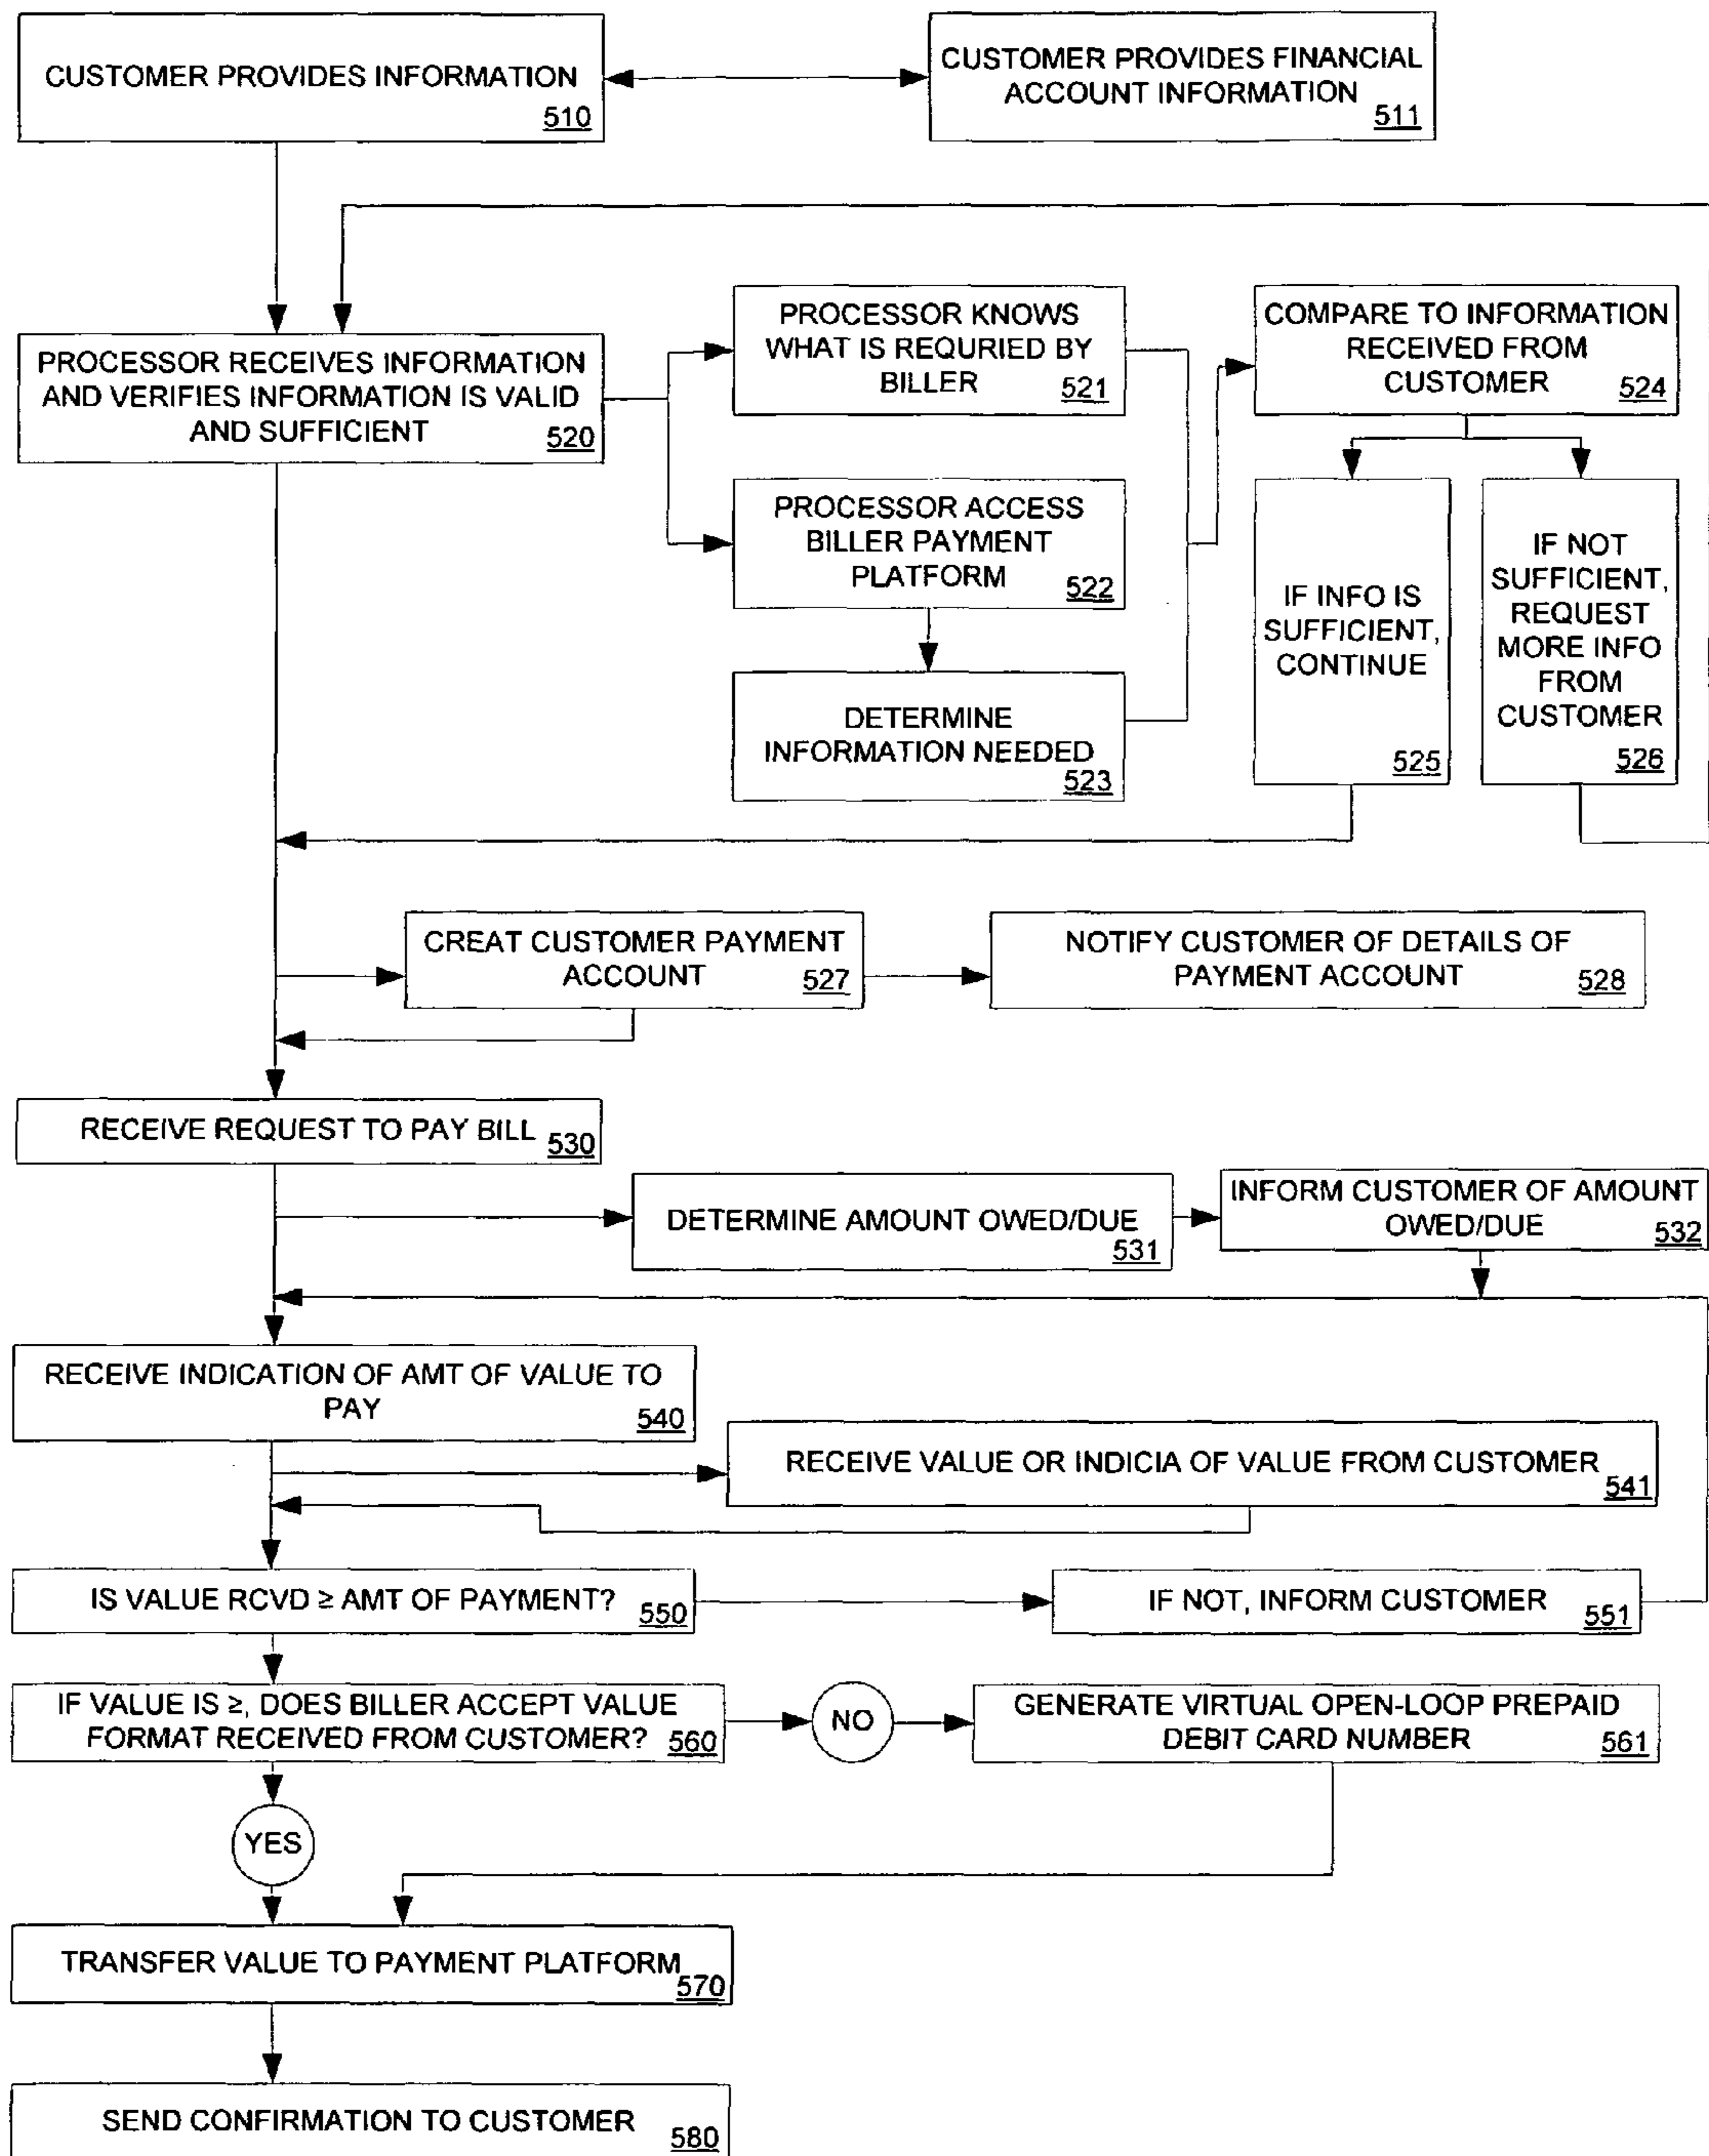 CUSTOMER PROVIDES INFORMATION
510
CUSTOMER PROVIDES FINANCIAL
ACCOUNT INFORMATION
511
PROCESSOR RECEIVES INFORMATION
AND VERIFIES INFORMATION IS VALID
AND SUFFICIENT
520
PROCESSOR KNOWS
WHAT IS REQURIED BY
BILLER
521
PROCESSOR ACCESS
BILLER PAYMENT
PLATFORM
522
DETERMINE
INFORMATION NEEDED
523
COMPARE TO INFORMATION
RECEIVED FROM
CUSTOMER
524
IF INFO IS
SUFFICIENT,
CONTINUE
525
IF NOT
SUFFICIENT,
REQUEST
MORE INFO
FROM
CUSTOMER
526
CREAT CUSTOMER PAYMENT
ACCOUNT
527
NOTIFY CUSTOMER OF DETAILS OF
PAYMENT ACCOUNT
528
RECEIVE REQUEST TO PAY BILL
530
DETERMINE AMOUNT OWED/DUE
531
INFORM CUSTOMER OF AMOUNT
OWED/DUE
532
RECEIVE INDICATION OF AMT OF VALUE TO
PAY
540
RECEIVE VALUE OR INDICIA OF VALUE FROM CUSTOMER
541
IS VALUE RCVD ≥ AMT OF PAYMENT?
550
IF NOT, INFORM CUSTOMER
551
IF VALUE IS ≥, DOES BILLER ACCEPT VALUE
FORMAT RECEIVED FROM CUSTOMER?
560
NO
GENERATE VIRTUAL OPEN-LOOP PREPAID
DEBIT CARD NUMBER
561
YES
TRANSFER VALUE TO PAYMENT PLATFORM
570
SEND CONFIRMATION TO CUSTOMER
580